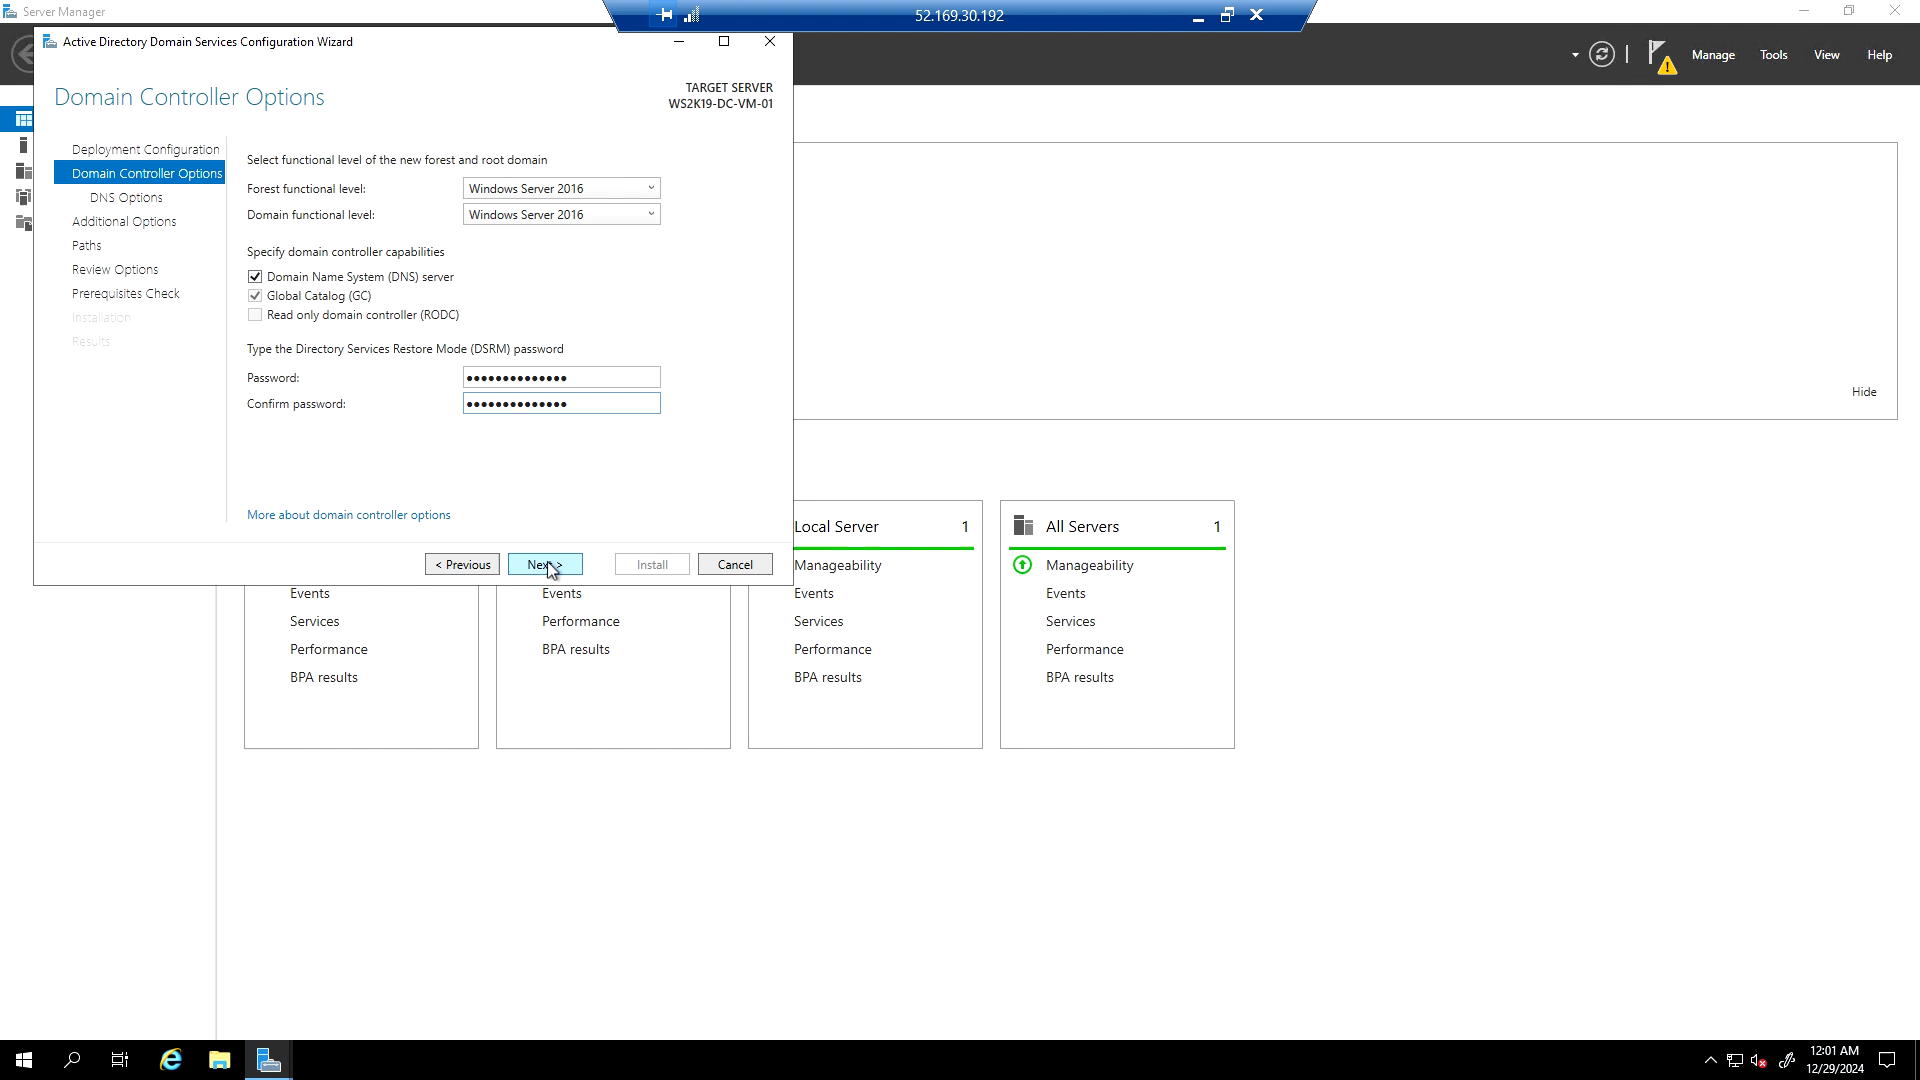 Server Manager
52.169.30.192
Active Directory Domain Services Configuration Wizard
Manage
Tools
View
Help
Domain Controller Options
TARGET SERVER
WS2K19-DC-VM-01
Deployment Configuration
Domain Controller Options
DNS Options
Additional Options
Paths
Review Options
Prerequisites Check
Installation
Results
Select functional level of the new forest and root domain
Forest functional level:
Windows Server 2016
Domain functional level:
Windows Server 2016
Specify domain controller capabilities
Domain Name System (DNS) server
Global Catalog (GC)
Read only domain controller (RODC)
Type the Directory Services Restore Mode (DSRM) password
Password:
••••••••••••••
Confirm password:
••••••••••••••
More about domain controller options
< Previous
Next >
Install
Cancel
Hide
Events
Services
Performance
BPA results
Events
Performance
BPA results
Local Server
1
Manageability
Events
Services
Performance
BPA results
All Servers
1
Manageability
Events
Services
Performance
BPA results
12:01 AM
12/29/2024